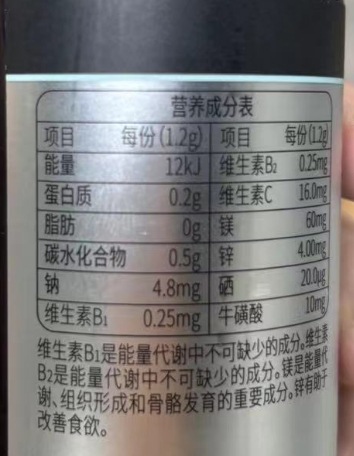 营养成分表
项目 每份(1.2g) 项目 每份(1.2g)
能量 12kJ 维生素B₂ 0.25mg
蛋白质 0.2g 维生素C 16.0mg
脂肪 0g 镁 60mg
碳水化合物 0.5g 锌 4.00mg
钠 4.8mg 硒 20.0μg
维生素B₁ 0.25mg 牛磺酸 10mg
维生素B₁是能量代谢中不可缺少的成分。维生素
B₂是能量代谢中不可缺少的成分。镁是能量代
谢、组织形成和骨骼发育的重要成分。锌有助于
改善食欲。